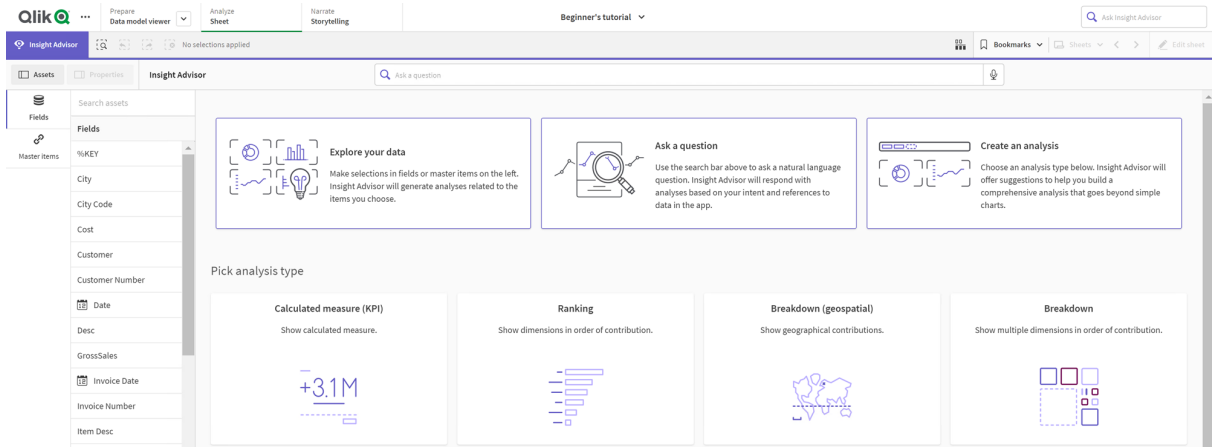 Qlik
Prepare
Data model viewer
Analyze
Sheet
Narrate
Storytelling
Beginner's tutorial
Ask Insight Advisor
Insight Advisor
No selections applied
Bookmarks
Sheets
Edit sheet
Assets
Properties
Insight Advisor
Ask a question
Fields
Master items
Search assets
Fields
%KEY
City
City Code
Cost
Customer
Customer Number
Date
Desc
GrossSales
Invoice Date
Invoice Number
Item Desc
Explore your data
Make selections in fields or master items on the left.
Insight Advisor will generate analyses related to the
items you choose.
Ask a question
Use the search bar above to ask a natural language
question. Insight Advisor will respond with
analyses based on your intent and references to
data in the app.
Create an analysis
Choose an analysis type below. Insight Advisor will
offer suggestions to help you build a
comprehensive analysis that goes beyond simple
charts.
Pick analysis type
Calculated measure (KPI)
Show calculated measure.
+3.1M
Ranking
Show dimensions in order of contribution.
Breakdown (geospatial)
Show geographical contributions.
Breakdown
Show multiple dimensions in order of contribution.